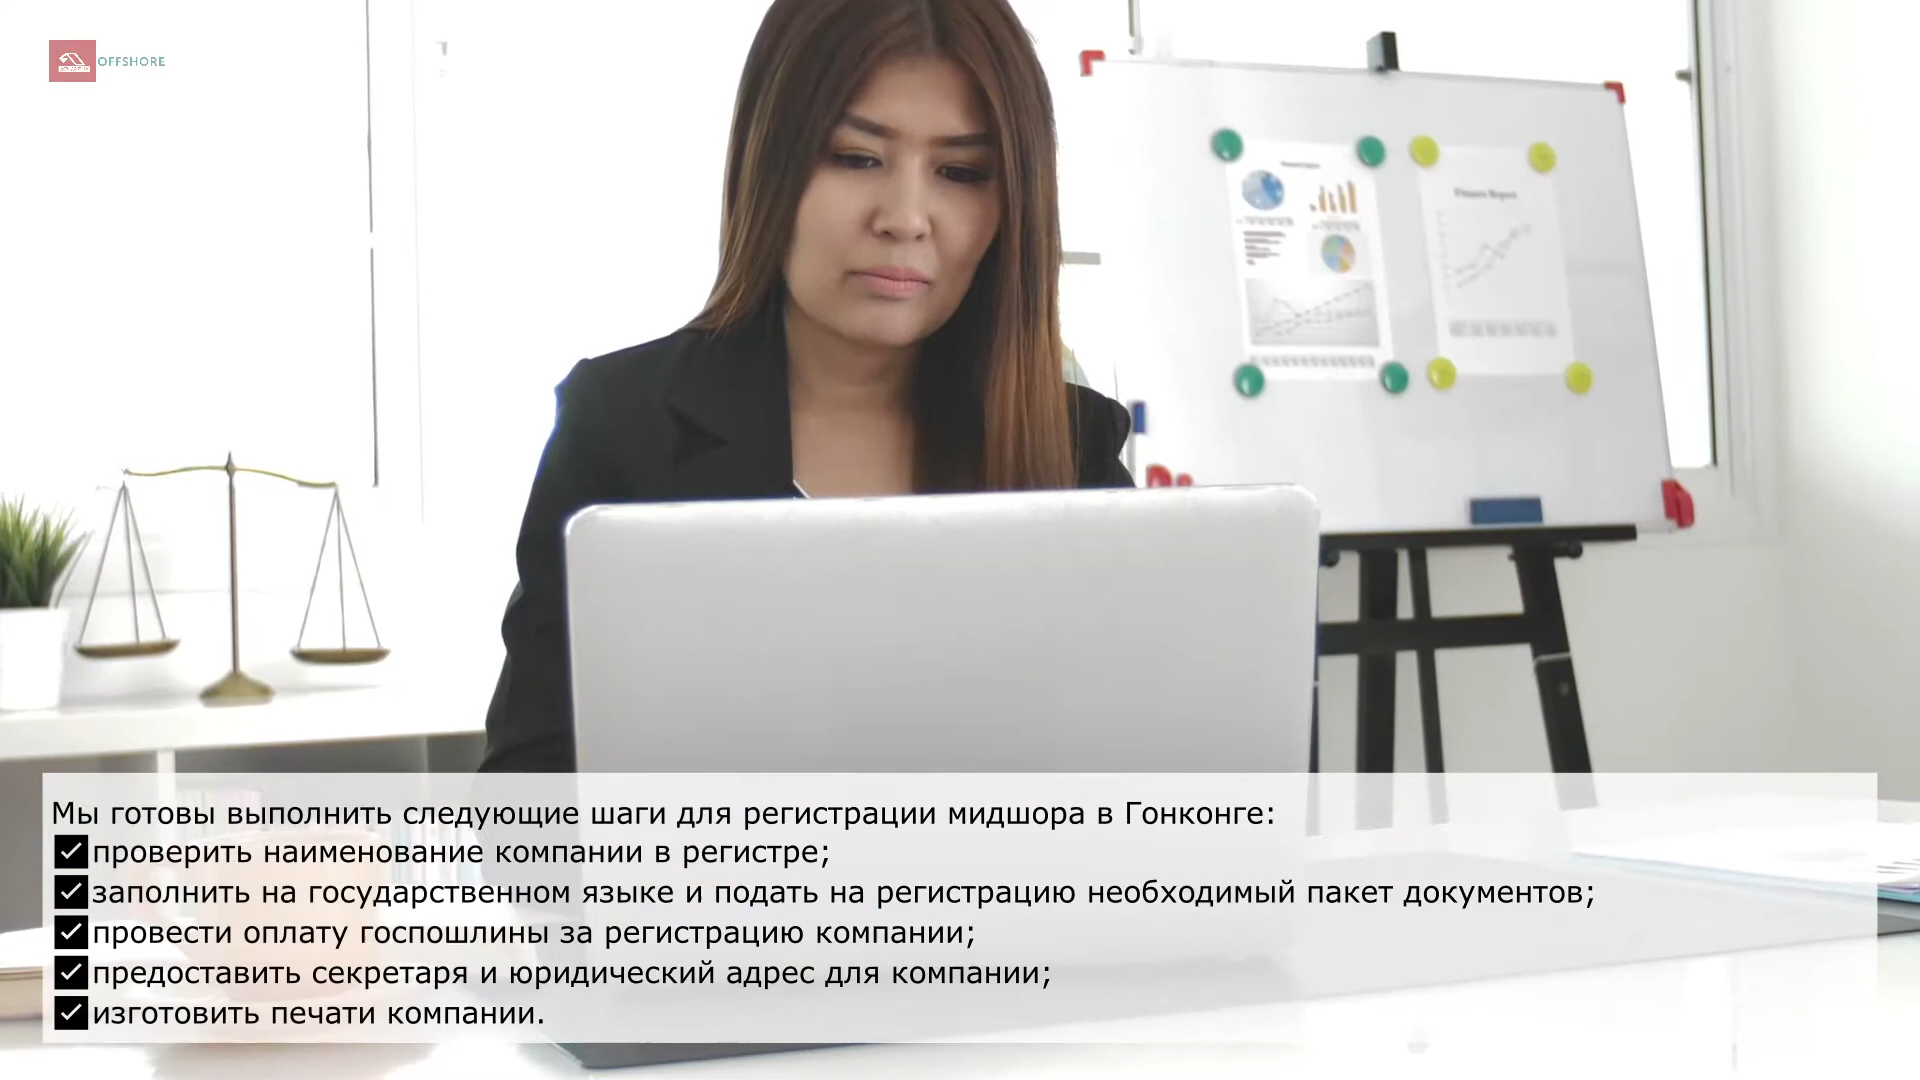 OFFSHORE
Finance Report
Мы готовы выполнить следующие шаги для регистрации мидшора в Гонконге:
проверить наименование компании в регистре;
заполнить на государственном языке и подать на регистрацию необходимый пакет документов;
провести оплату госпошлины за регистрацию компании;
предоставить секретаря и юридический адрес для компании;
изготовить печати компании.